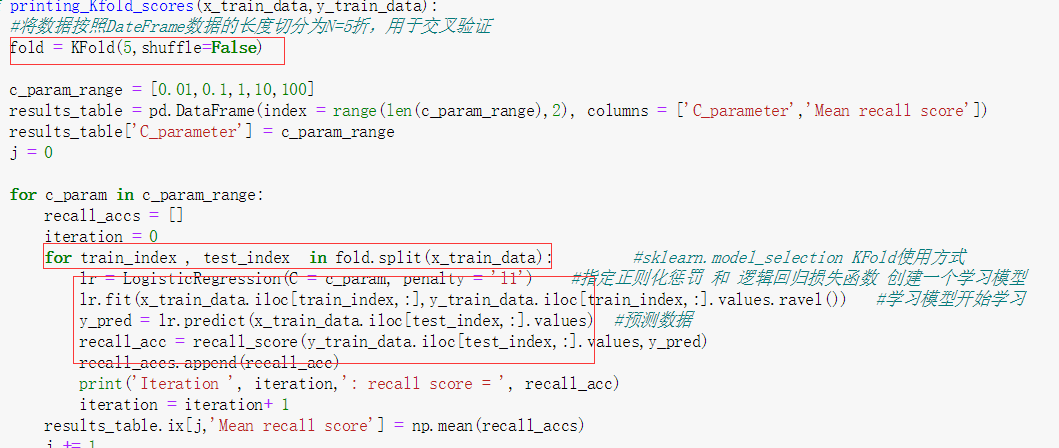 printing_Kfold_scores(x_train_data,y_train_data):
#将数据按照DateFrame数据的长度切分为N=5折，用于交叉验证
fold = KFold(5,shuffle=False)
c_param_range = [0.01,0.1,1,10,100]
results_table = pd.DataFrame(index = range(len(c_param_range),2), columns = ['C_parameter','Mean recall score'])
results_table['C_parameter'] = c_param_range
j = 0
for c_param in c_param_range:
recall_accs = []
iteration = 0
for train_index , test_index  in fold.split(x_train_data): #sklearn.model_selection KFold使用方式
lr = LogisticRegression(C = c_param, penalty = 'l1') #指定正则化惩罚 和 逻辑回归损失函数 创建一个学习模型
lr.fit(x_train_data.iloc[train_index,:],y_train_data.iloc[train_index,:].values.ravel()) #学习模型开始学习
y_pred = lr.predict(x_train_data.iloc[test_index,:].values) #预测数据
recall_acc = recall_score(y_train_data.iloc[test_index,:].values,y_pred)
recall_accs.append(recall_acc)
print('Iteration ', iteration,': recall score = ', recall_acc)
iteration = iteration+ 1
results_table.ix[j,'Mean recall score'] = np.mean(recall_accs)
j += 1